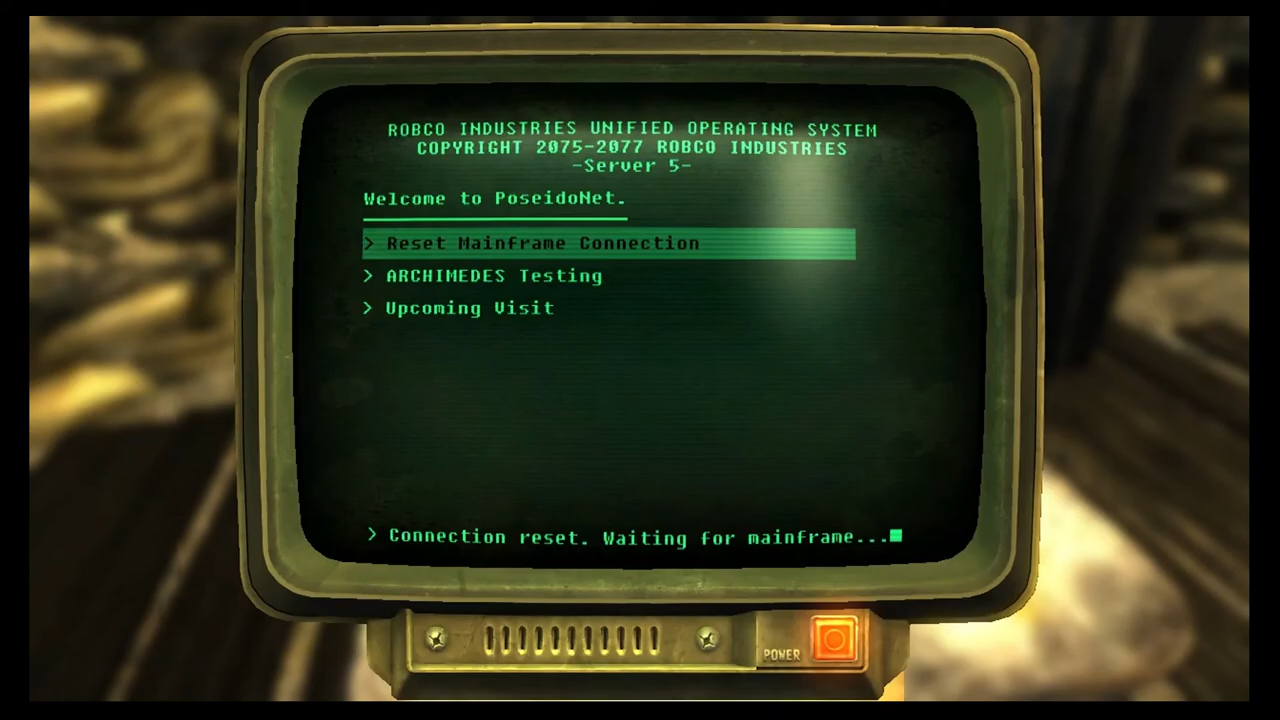 ROBCO INDUSTRIES UNIFIED OPERATING SYSTEM
COPYRIGHT 2075-2077 ROBCO INDUSTRIES
-Server 5-
Welcome to PoseidoNet.
> Reset Mainframe Connection
> ARCHIMEDES Testing
> Upcoming Visit
> Connection reset. Waiting for mainframe...
POWER